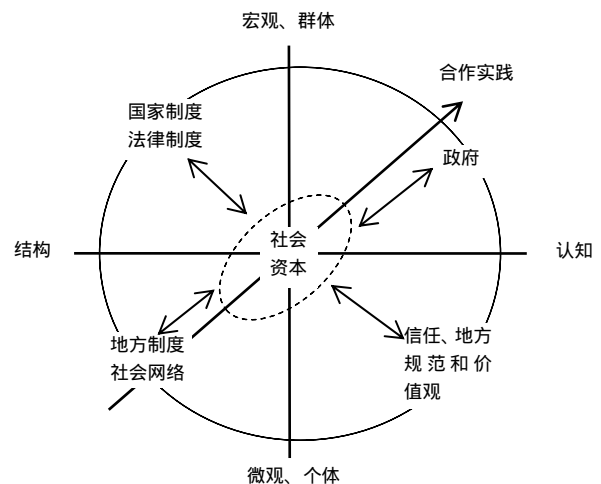 宏观、群体
合作实践
国家制度
法律制度
政府
结构
社会
资本
认知
地方制度
社会网络
信任、地方
规范和价
值观
微观、个体